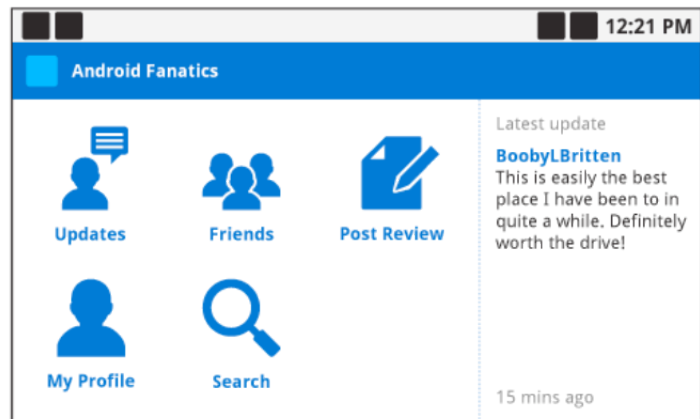 12:21 PM
Android Fanatics
Updates
Friends
Post Review
My Profile
Search
Latest update
BoobyLBritten
This is easily the best
place I have been to in
quite a while. Definitely
worth the drive!
15 mins ago